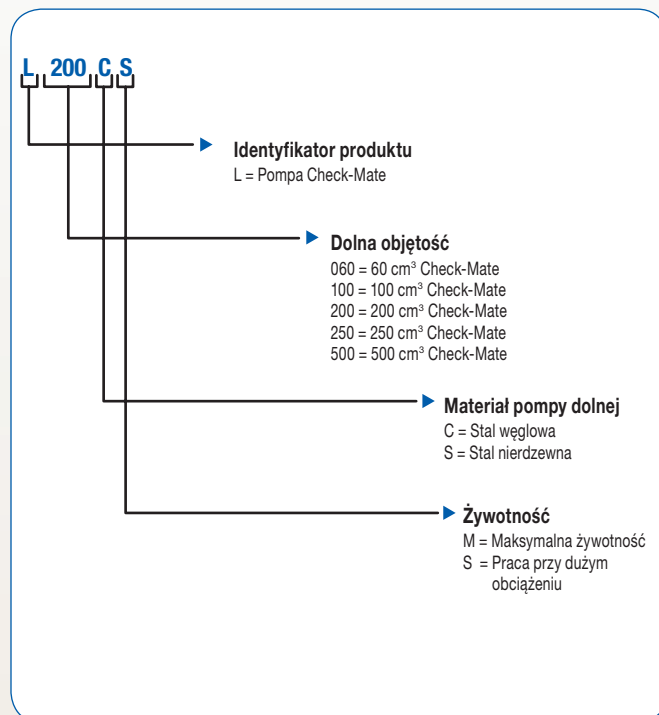 L 200 C S
Identyfikator produktu
L = Pompa Check-Mate
Dolna objętość
060 = 60 cm³ Check-Mate
100 = 100 cm³ Check-Mate
200 = 200 cm³ Check-Mate
250 = 250 cm³ Check-Mate
500 = 500 cm³ Check-Mate
Materiał pompy dolnej
C = Stal węglowa
S = Stal nierdzewna
Żywotność
M = Maksymalna żywotność
S = Praca przy dużym
obciążeniu